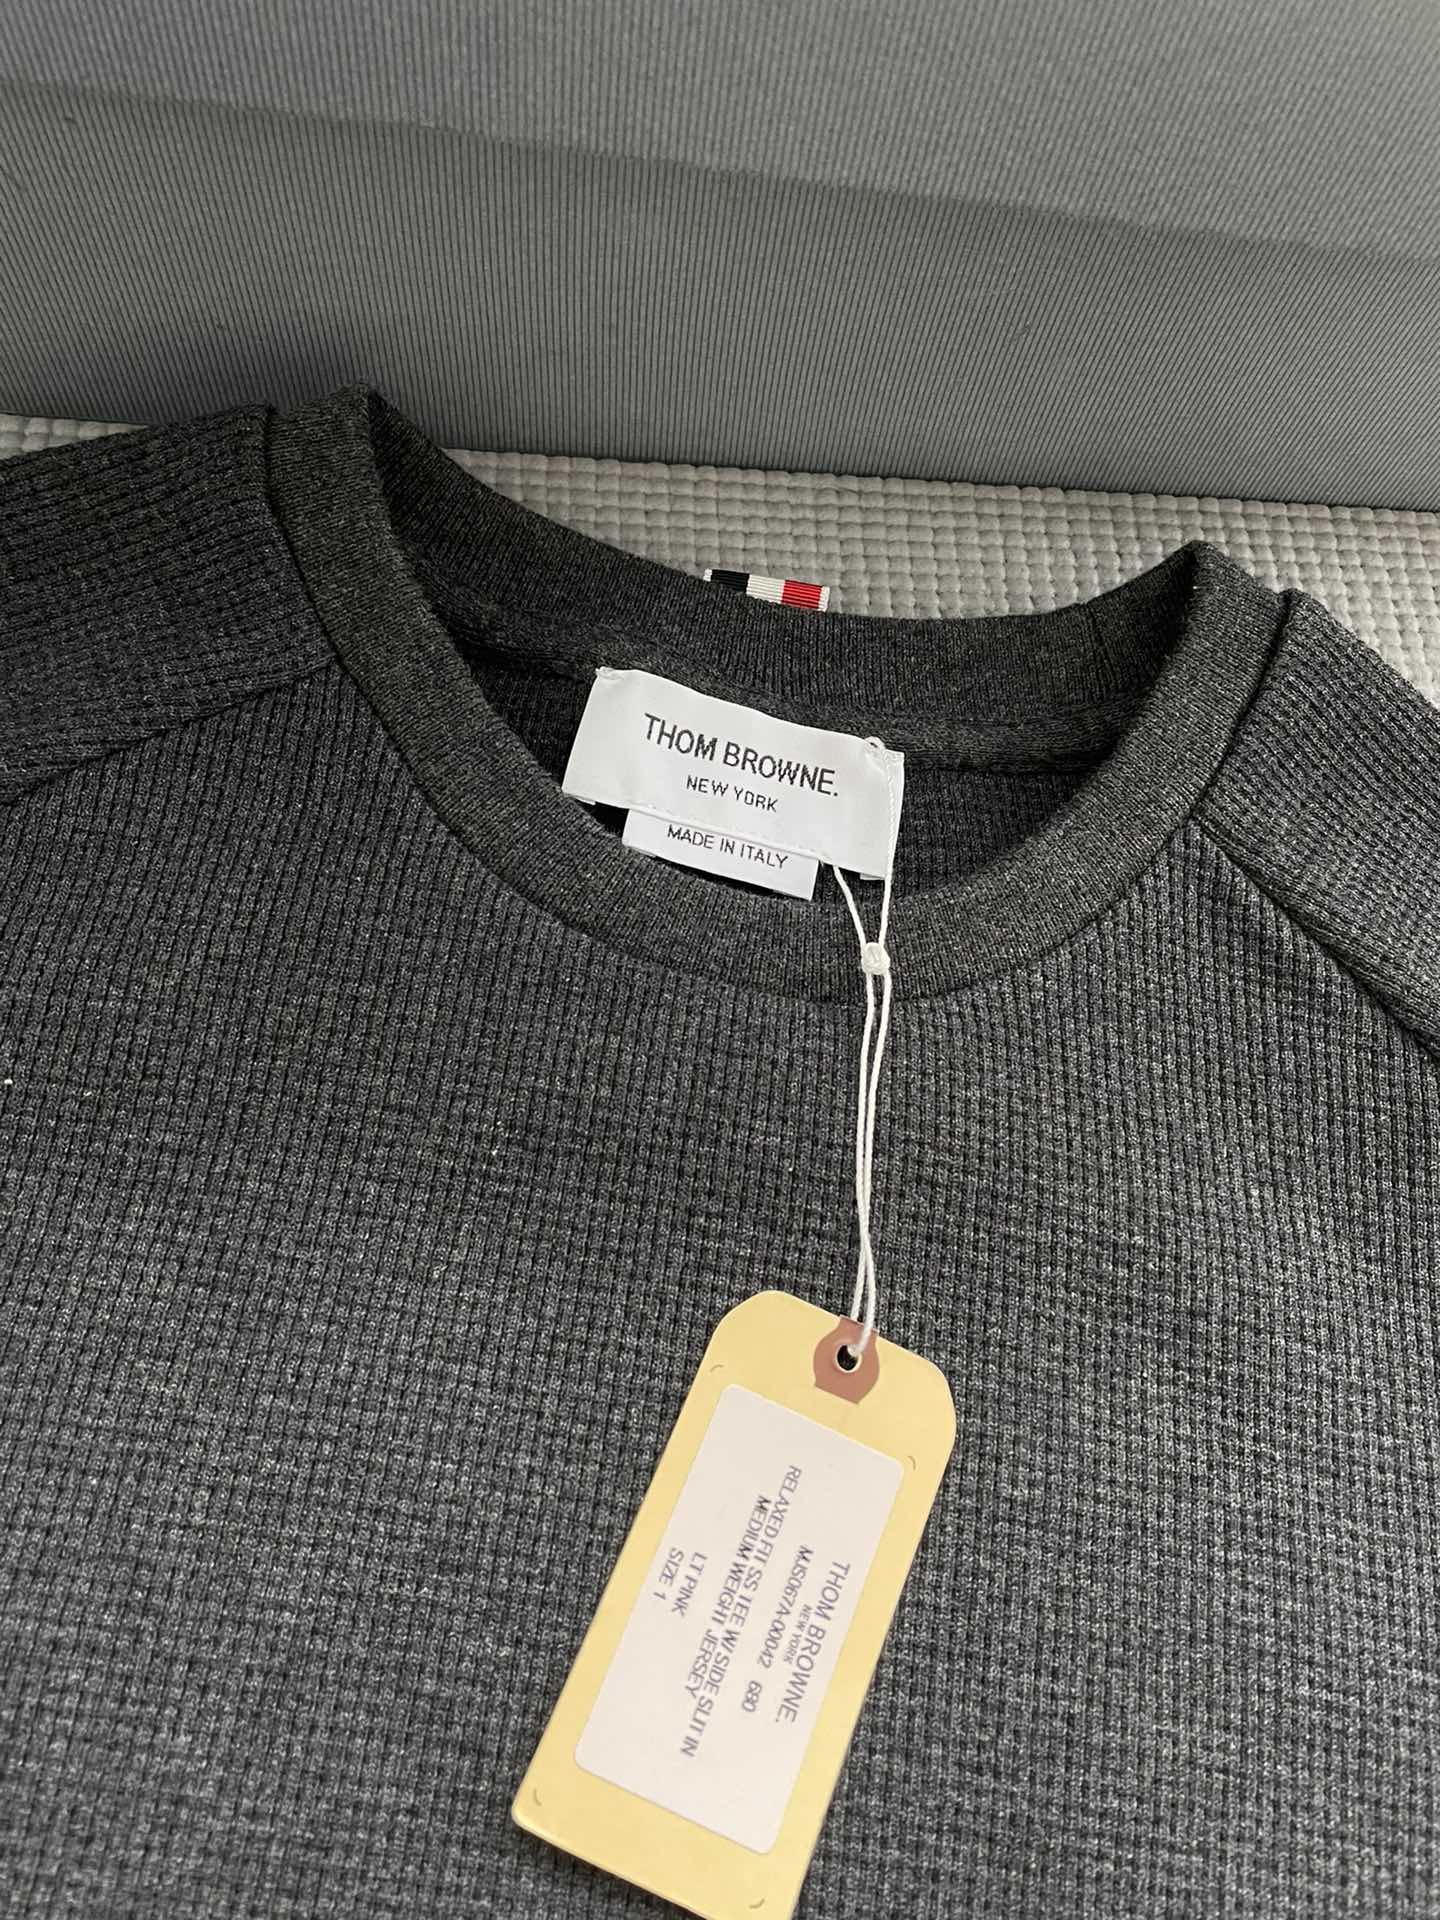 THOM BROWNE.
NEW YORK
MADE IN ITALY
THOM BROWNE.
NEW YORK
MJS067A-00042 680
RELAXED FIT SS TEE W/ SIDE SLIT IN
MEDIUM WEIGHT JERSEY
LT PINK
SIZE 1